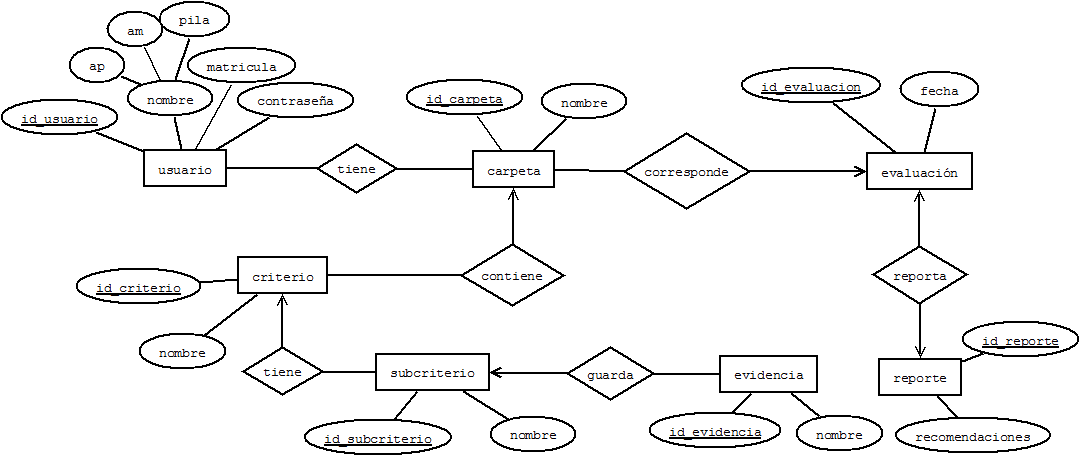 pila
am
ap
matricula
nombre
contraseña
id_usuario
id_carpeta
nombre
id_evaluacion
fecha
usuario
tiene
carpeta
corresponde
evaluación
criterio
contiene
reporta
id_criterio
nombre
tiene
subcriterio
guarda
evidencia
id_reporte
reporte
id_subcriterio
nombre
id_evidencia
nombre
recomendaciones